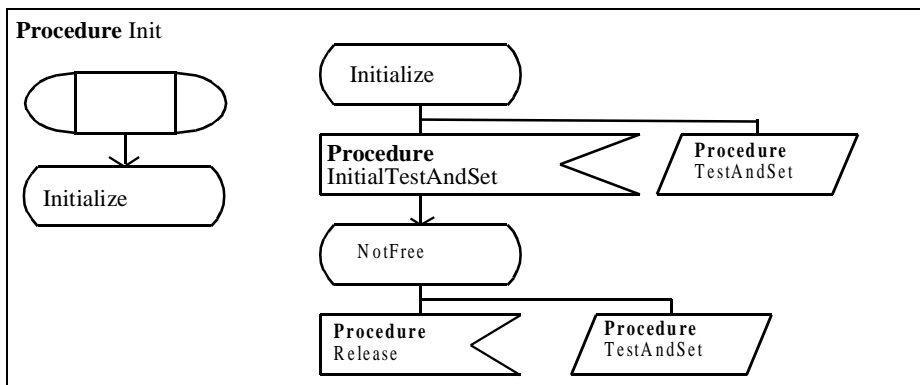 Procedure Init
Initialize
Initialize
Procedure
InitialTestAndSet
Procedure
TestAndSet
NotFree
Procedure
Release
Procedure
TestAndSet